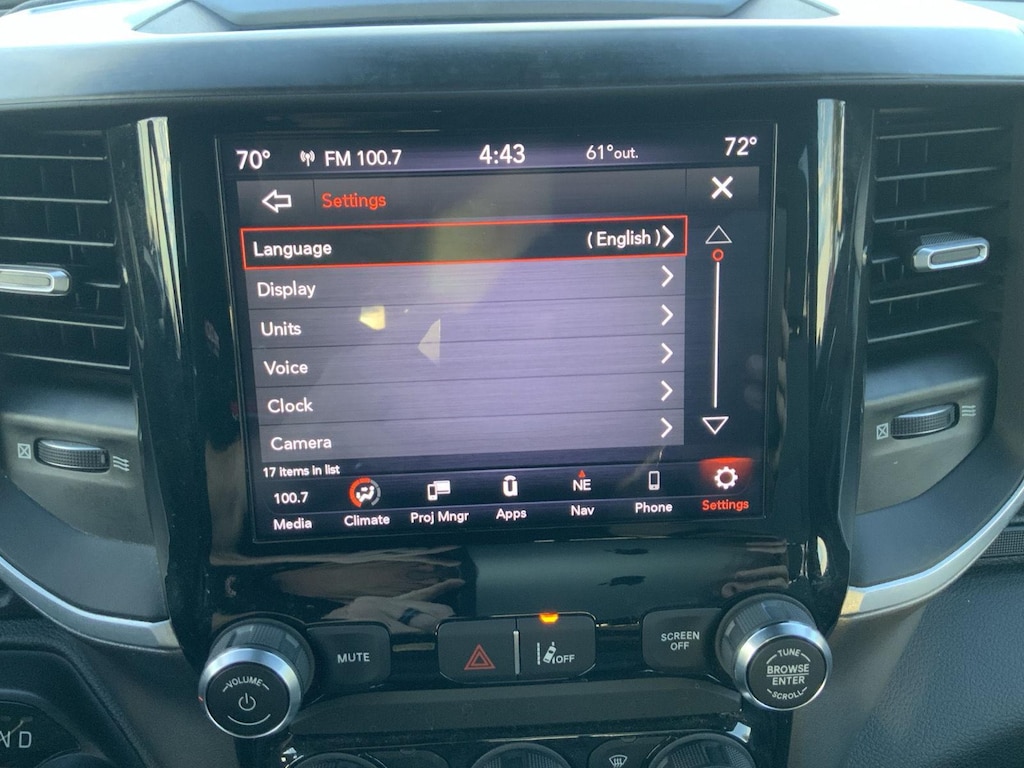 70° FM 100.7 4:43 61°out. 72°
Settings
Language (English)
Display
Units
Voice
Clock
Camera
17 items in list
100.7 NE
Media Climate Proj Mngr Apps Nav Phone Settings
MUTE
OFF
SCREEN
OFF
VOLUME
TUNE
BROWSE
ENTER
SCROLL
N D